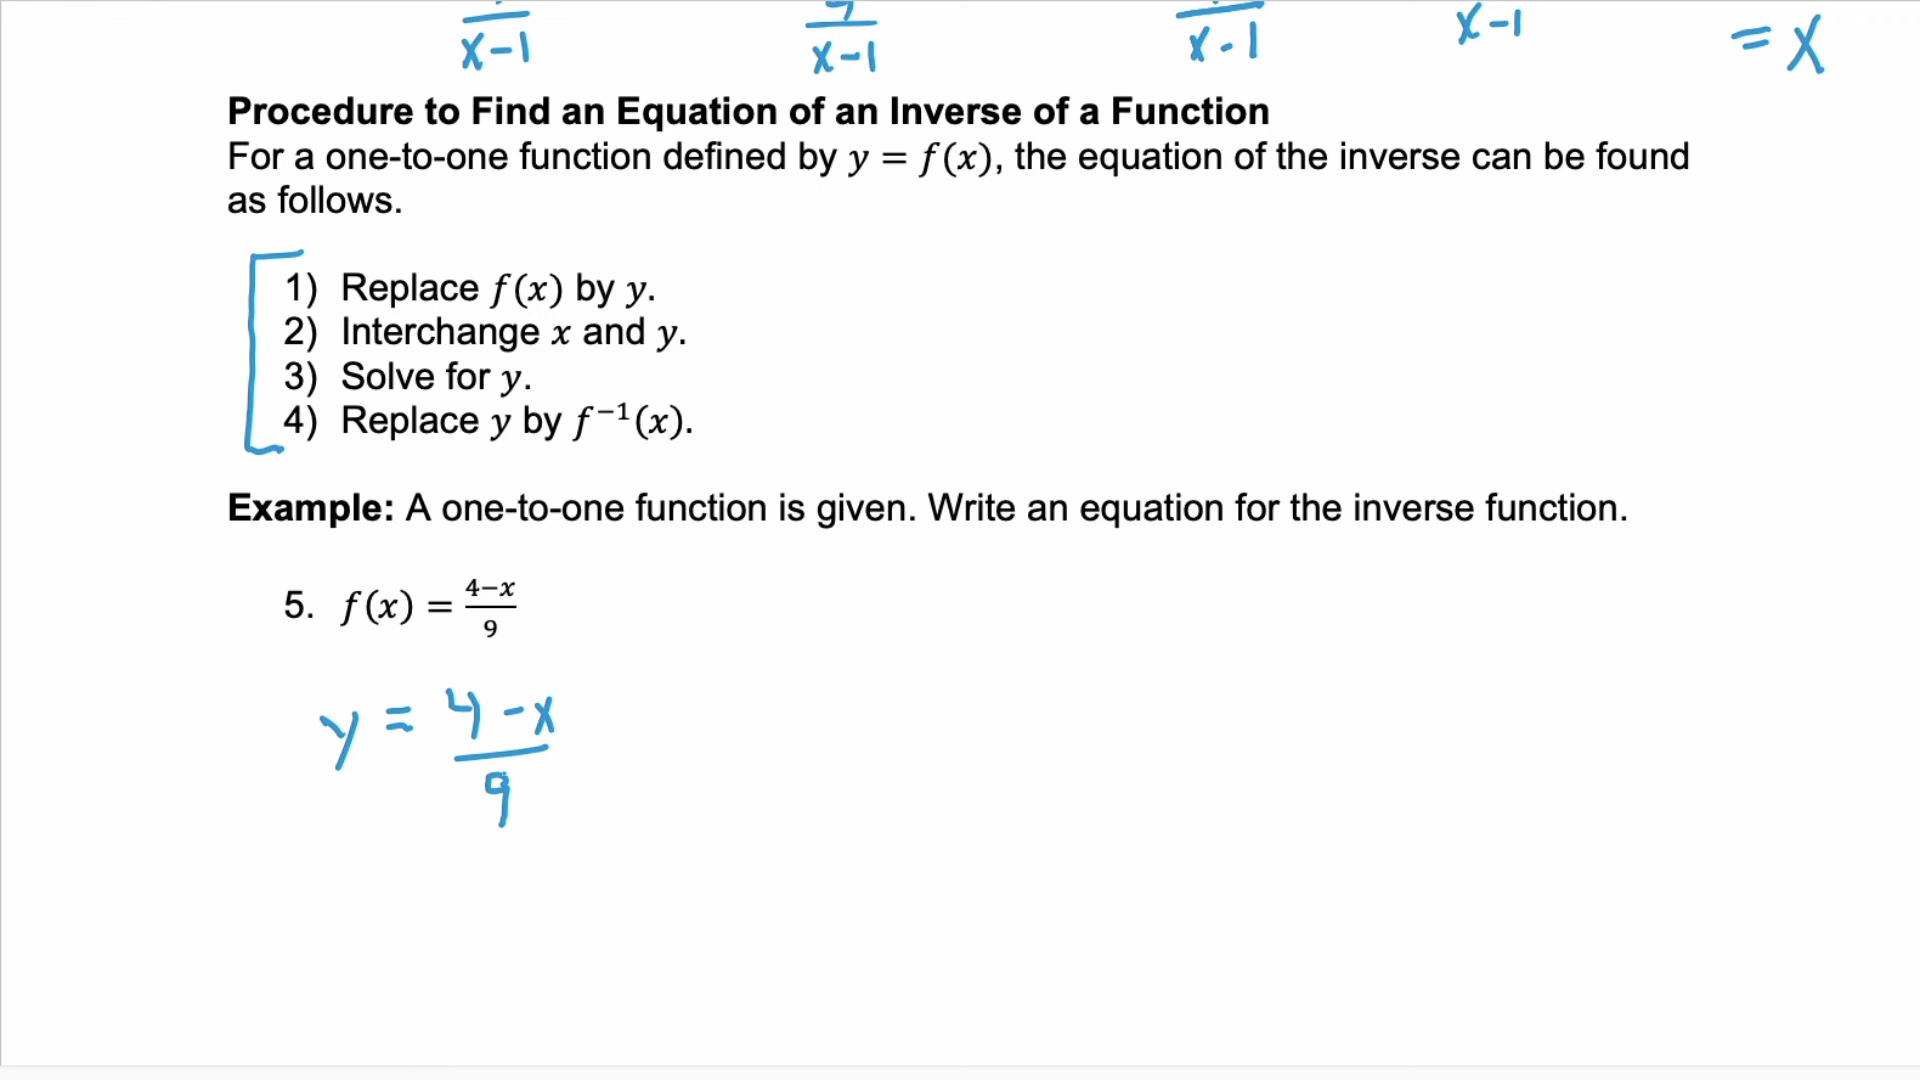 x-1 x-1 x-1 x-1 = x
Procedure to Find an Equation of an Inverse of a Function
For a one-to-one function defined by y = f(x), the equation of the inverse can be found
as follows.
1) Replace f(x) by y.
2) Interchange x and y.
3) Solve for y.
4) Replace y by f⁻¹(x).
Example: A one-to-one function is given. Write an equation for the inverse function.
5. f(x) = 4−x
9
y = 4 - x
9